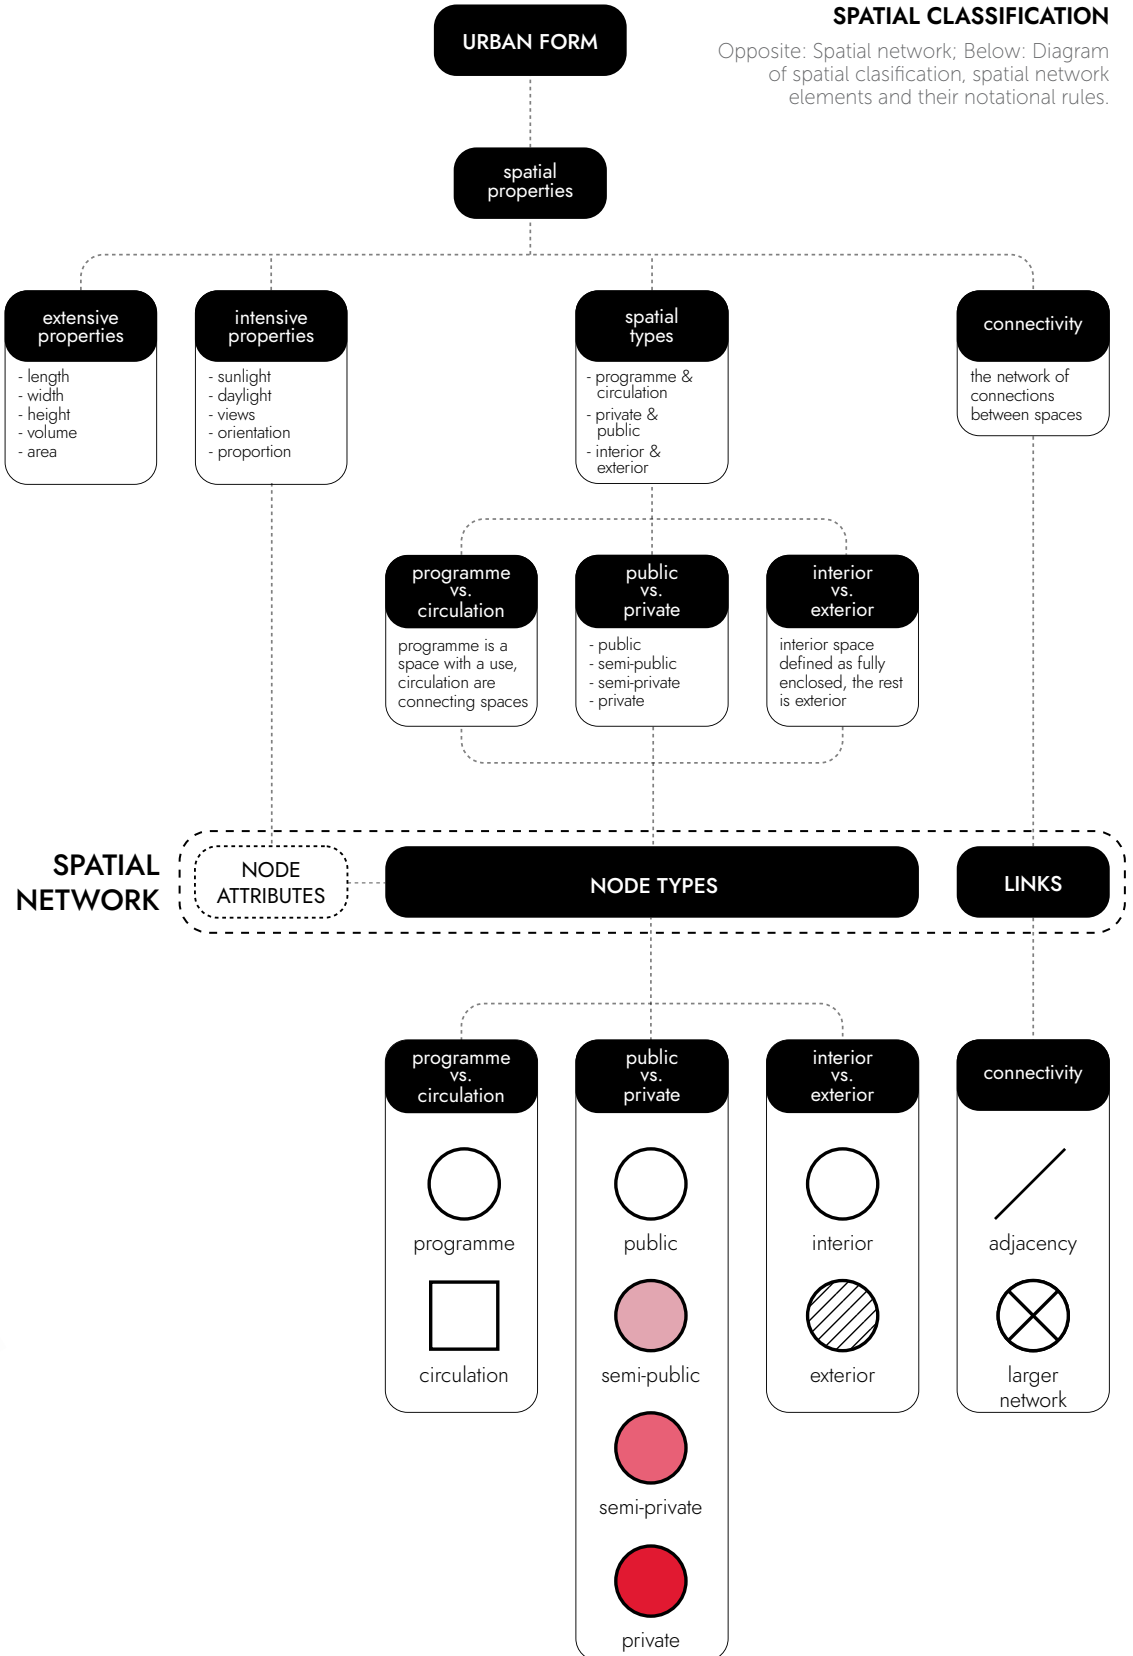 SPATIAL CLASSIFICATION
Opposite: Spatial network; Below: Diagram
of spatial clasification, spatial network
elements and their notational rules.
URBAN FORM
spatial
properties
extensive
properties
- length
- width
- height
- volume
- area
intensive
properties
- sunlight
- daylight
- views
- orientation
- proportion
spatial
types
- programme &
circulation
- private &
public
- interior &
exterior
connectivity
the network of
connections
between spaces
programme
vs.
circulation
programme is a
space with a use,
circulation are
connecting spaces
public
vs.
private
- public
- semi-public
- semi-private
- private
interior
vs.
exterior
interior space
defined as fully
enclosed, the rest
is exterior
SPATIAL
NETWORK
NODE
ATTRIBUTES
NODE TYPES
LINKS
programme
vs.
circulation
programme
circulation
public
vs.
private
public
semi-public
semi-private
private
interior
vs.
exterior
interior
exterior
connectivity
adjacency
larger
network